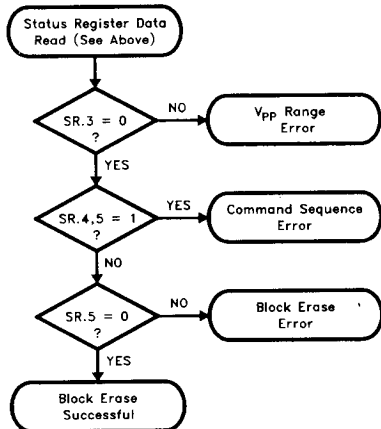 Status Register Data
Read (See Above)
SR.3 = 0
?
NO
VPP Range
Error
YES
SR.4,5 = 1
?
YES
Command Sequence
Error
NO
SR.5 = 0
?
NO
Block Erase
Error
YES
Block Erase
Successful